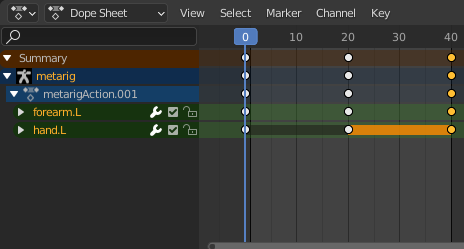 Dope Sheet View Select Marker Channel Key
0 10 20 30 40
Summary
metarig
metarigAction.001
forearm.L
hand.L